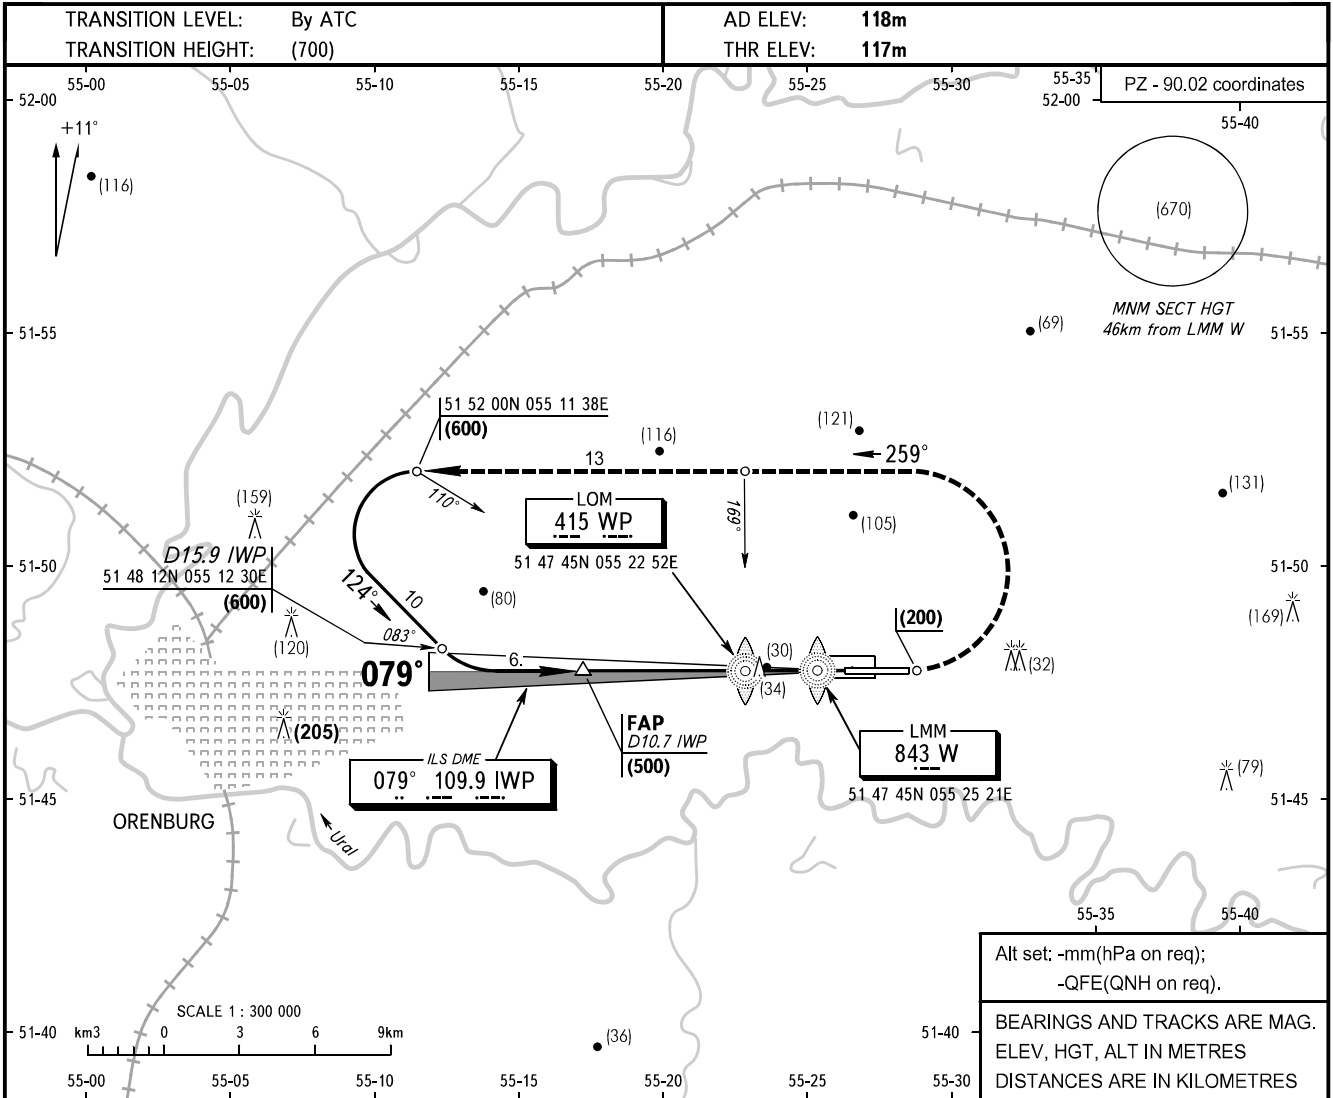 TRANSITION LEVEL: By ATC
TRANSITION HEIGHT: (700)
AD ELEV: 118m
THR ELEV: 117m
55-00 55-05 55-10 55-15 55-20 55-25 55-30 55-35
PZ - 90.02 coordinates
52-00
52-00
55-40
+11°
(116)
(670)
MNM SECT HGT
46km from LMM W
(69)
51-55
51-55
51 52 00N 055 11 38E
(600)
(116)
(121)
259°
13
110°
169°
(131)
LOM
415 WP
51 47 45N 055 22 52E
(105)
(159)
D15.9 IWP
51 48 12N 055 12 30E
(600)
51-50
51-50
124°
10
(80)
(200)
(169)
(120)
083°
079°
6.
(30)
(34)
(32)
(205)
FAP
D10.7 IWP
(500)
ILS DME
079° 109.9 IWP
LMM
843 W
51 47 45N 055 25 21E
(79)
51-45
51-45
ORENBURG
Ural
55-35 55-40
Alt set: -mm(hPa on req);
-QFE(QNH on req).
SCALE 1 : 300 000
km3 0 3 6 9km
51-40
51-40
(36)
BEARINGS AND TRACKS ARE MAG.
ELEV, HGT, ALT IN METRES
DISTANCES ARE IN KILOMETRES
55-00 55-05 55-10 55-15 55-20 55-25 55-30